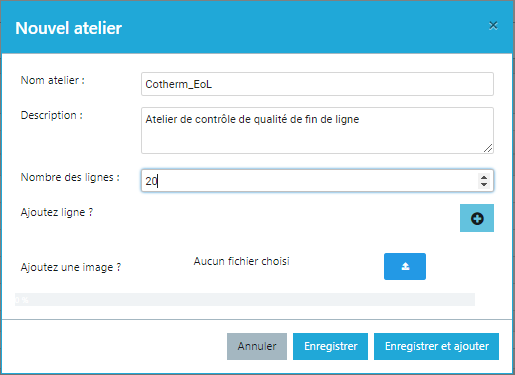 Nouvel atelier ×
Nom atelier : Cotherm_EoL
Description : Atelier de contrôle de qualité de fin de ligne
Nombre des lignes : 20
Ajoutez ligne ?
Ajoutez une image ? Aucun fichier choisi
0 %
Annuler Enregistrer Enregistrer et ajouter